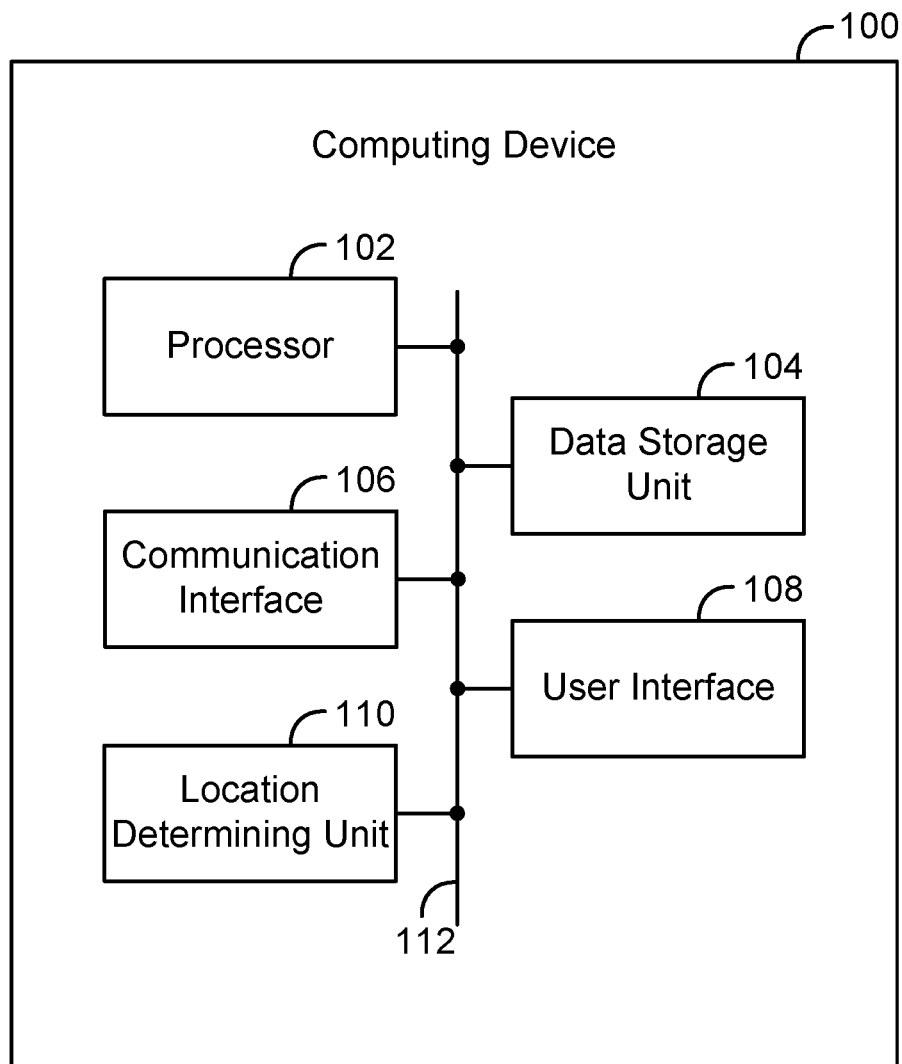 100
Computing Device
102
Processor
104
Data Storage
Unit
106
Communication
Interface
108
User Interface
110
Location
Determining Unit
112